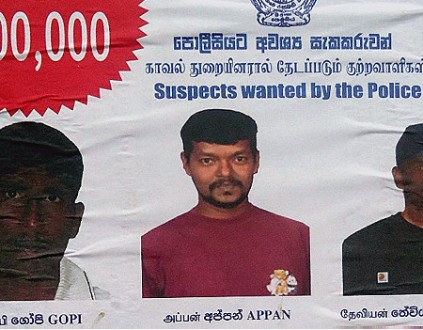 00,000
පොලීසියට අවශ්‍ය සැකකරුවන්
காவல் துறையினரால் தேடப்படும் குற்றவாளிகள்
Suspects wanted by the Police
கோபி GOPI
අප්පන් அப்பன் APPAN
දේවියන්